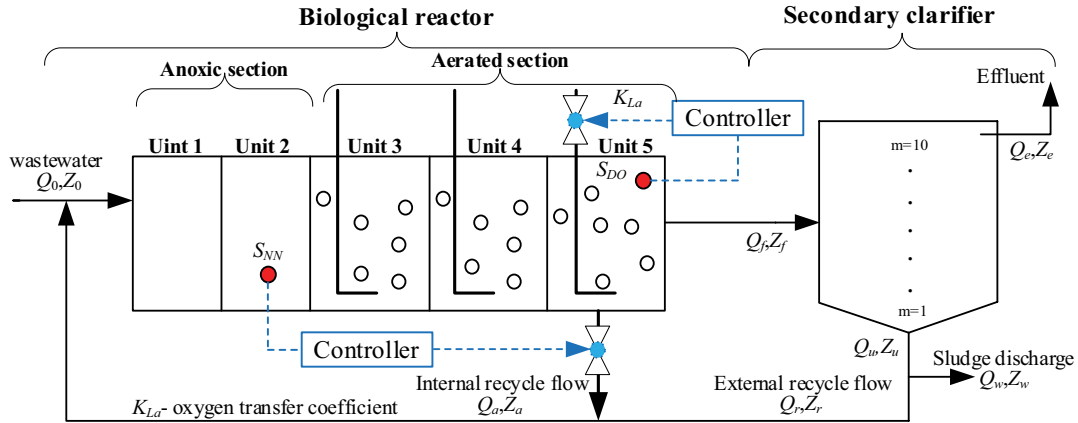 Biological reactor
Secondary clarifier
Anoxic section
Aerated section
Effluent
K_La
Controller
Uint 1
Unit 2
Unit 3
Unit 4
Unit 5
wastewater
Q_0,Z_0
S_DO
m=10
Q_e,Z_e
Q_f,Z_f
S_NN
m=1
Controller
Q_u,Z_u
Sludge discharge
Q_w,Z_w
Internal recycle flow
Q_a,Z_a
External recycle flow
Q_r,Z_r
K_La- oxygen transfer coefficient